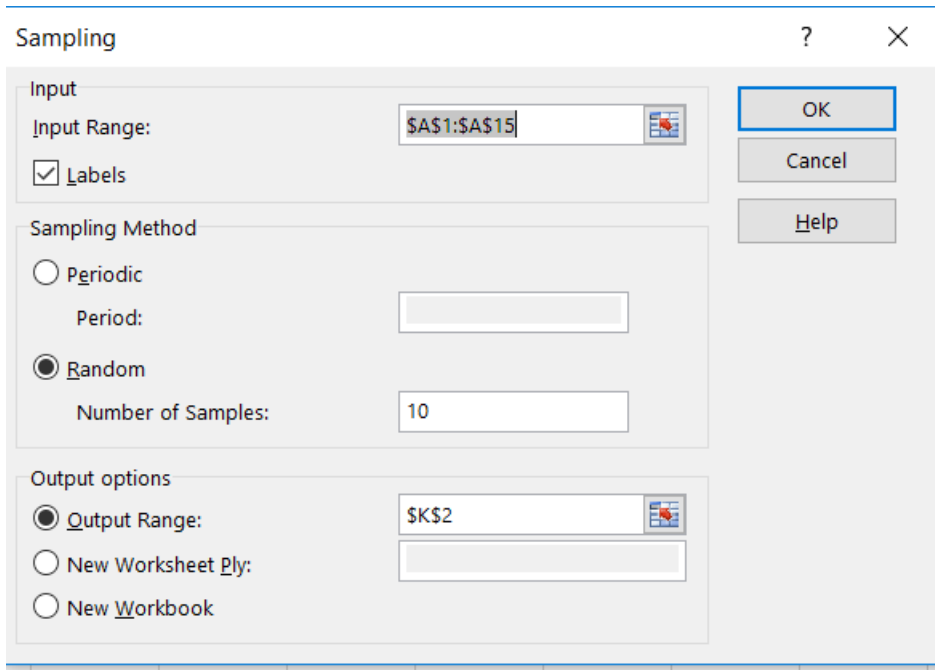 Sampling ?
Input
Input Range: $A$1:$A$15
Labels
Sampling Method
Periodic
Period:
Random
Number of Samples: 10
Output options
Output Range: $K$2
New Worksheet Ply:
New Workbook
OK
Cancel
Help